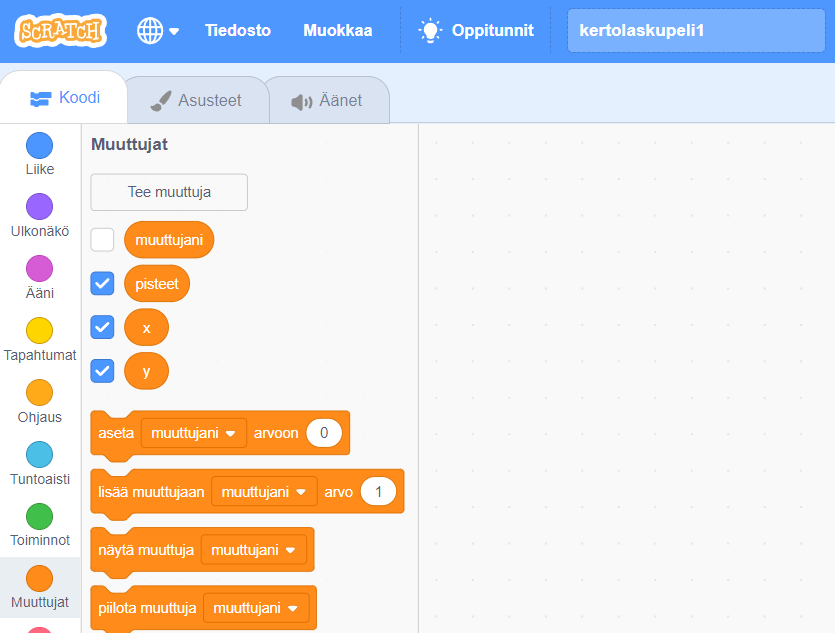 SCRATCH Tiedosto Muokkaa Oppitunnit kertolaskupeli1
Koodi Asusteet Äänet
Liike
Ulkonäkö
Ääni
Tapahtumat
Ohjaus
Tuntoaisti
Toiminnot
Muuttujat
Muuttujat
Tee muuttuja
muuttujani
pisteet
x
y
aseta muuttujani arvoon 0
lisää muuttujaan muuttujani arvo 1
näytä muuttuja muuttujani
piilota muuttuja muuttujani